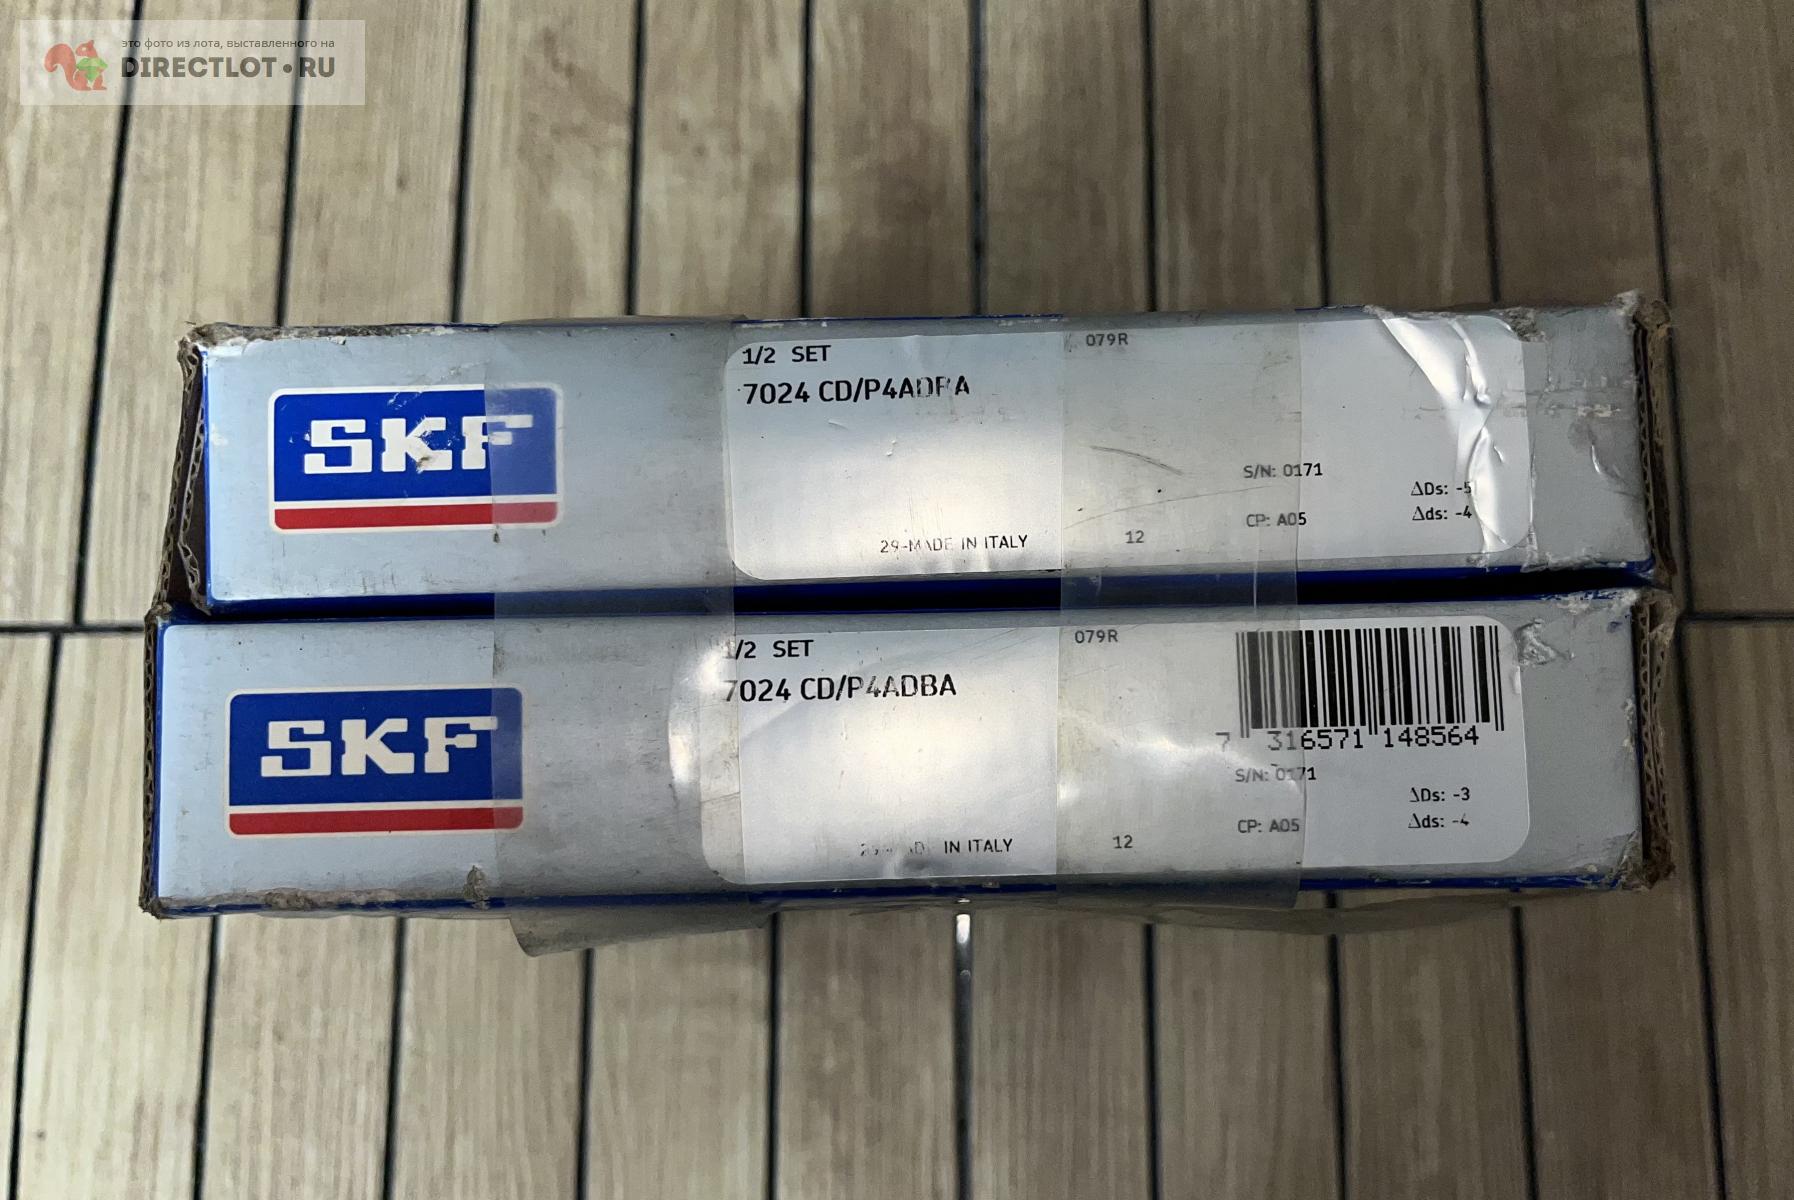 это фото из лота, выставленного на
DIRECTLOT•RU
SKF
1/2 SET
7024 CD/P4ADBA
079R
S/N: 0171
ΔDs: -5
Δds: -4
CP: A05
29-MADE IN ITALY
12
SKF
1/2 SET
7024 CD/P4ADBA
079R
7 316571 148564
S/N: 0171
ΔDs: -3
Δds: -4
CP: A05
IN ITALY
12